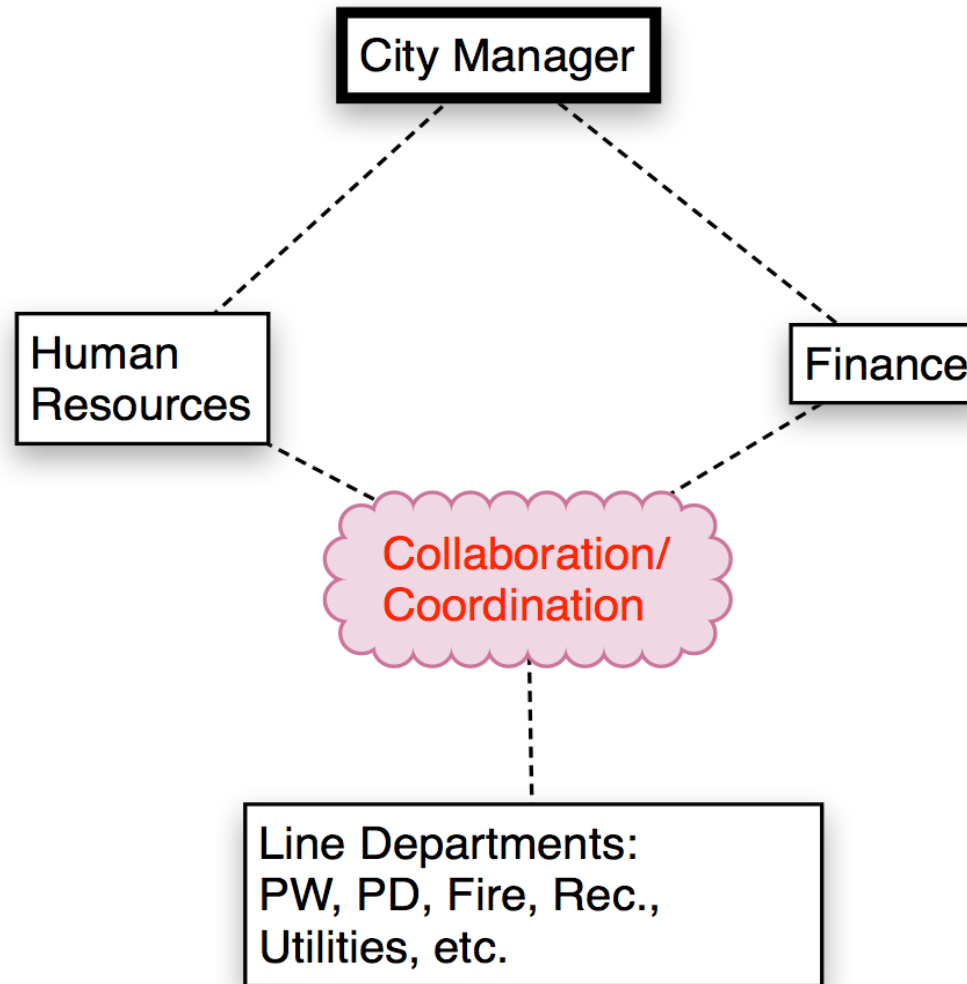 City Manager
Human
Resources
Finance
Collaboration/
Coordination
Line Departments:
PW, PD, Fire, Rec.,
Utilities, etc.